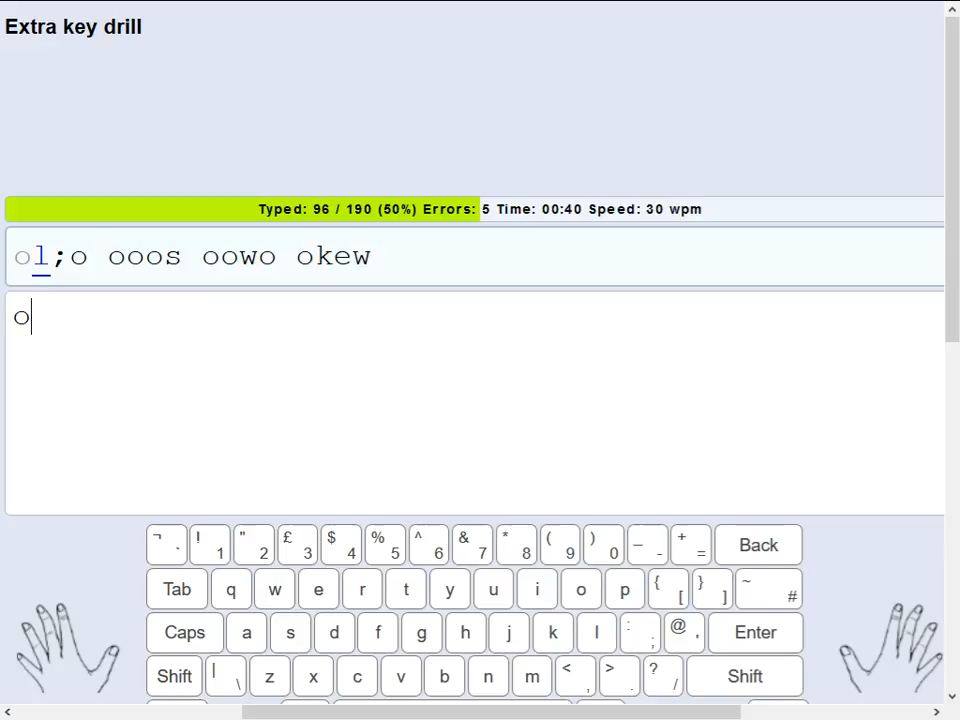 Extra key drill
Typed: 96 / 190 (50%) Errors: 5 Time: 00:40 Speed: 30 wpm
ol;o ooos oowo okew
o
¬ ` ! 1 " 2 £ 3 $ 4 % 5 ^ 6 & 7 * 8 ( 9 ) 0 _ - + = Back
Tab q w e r t y u i o p { [ } ] ~ #
Caps a s d f g h j k l : ; @ ' Enter
Shift | \ z x c v b n m < , > . ? / Shift